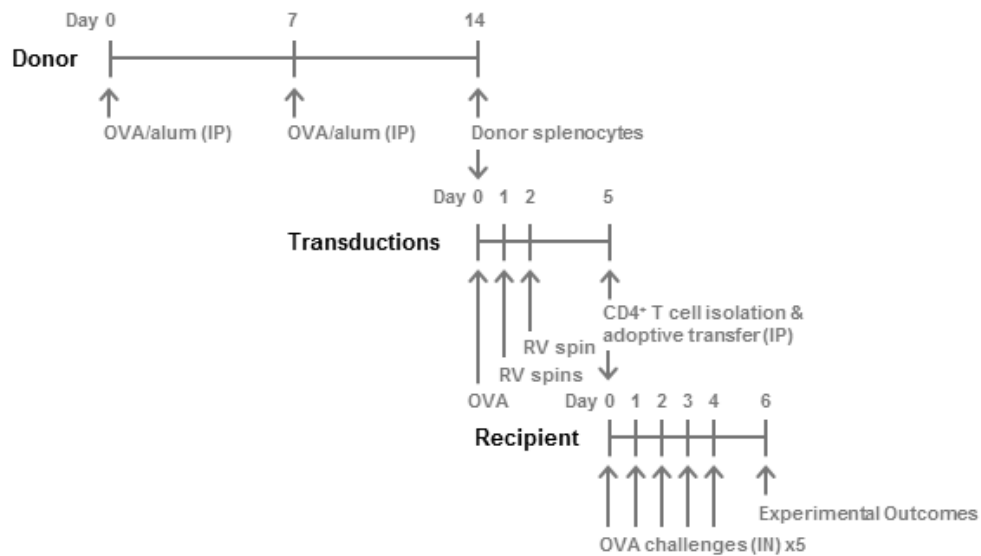 Day 0 7 14
Donor
OVA/alum (IP) OVA/alum (IP) Donor splenocytes
Day 0 1 2 5
Transductions
CD4+ T cell isolation &
adoptive transfer (IP)
RV spin
RV spins
OVA Day 0 1 2 3 4 6
Recipient
Experimental Outcomes
OVA challenges (IN) x5